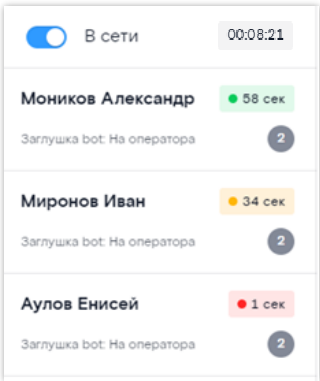 В сети 00:08:21
Моников Александр 58 сек
Заглушка bot: На оператора 2
Миронов Иван 34 сек
Заглушка bot: На оператора 2
Аулов Енисей 1 сек
Заглушка bot: На оператора 2